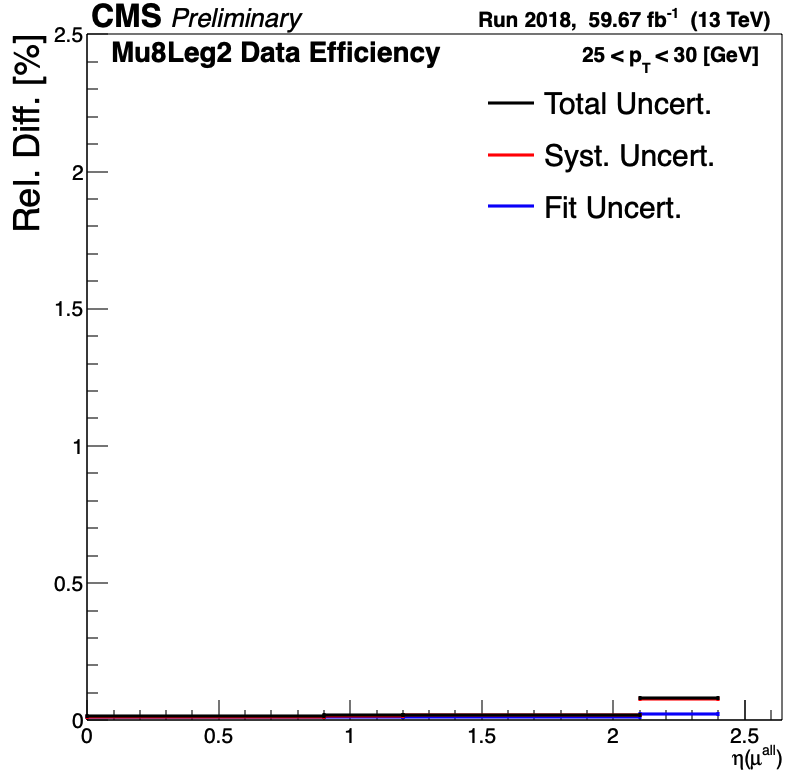 CMS Preliminary
Run 2018, 59.67 fb⁻¹ (13 TeV)
Mu8Leg2 Data Efficiency
25 < p_T < 30 [GeV]
Total Uncert.
Syst. Uncert.
Fit Uncert.
Rel. Diff. [%]
2.5
2
1.5
1
0.5
0
0 0.5 1 1.5 2 2.5
η(μ^all)